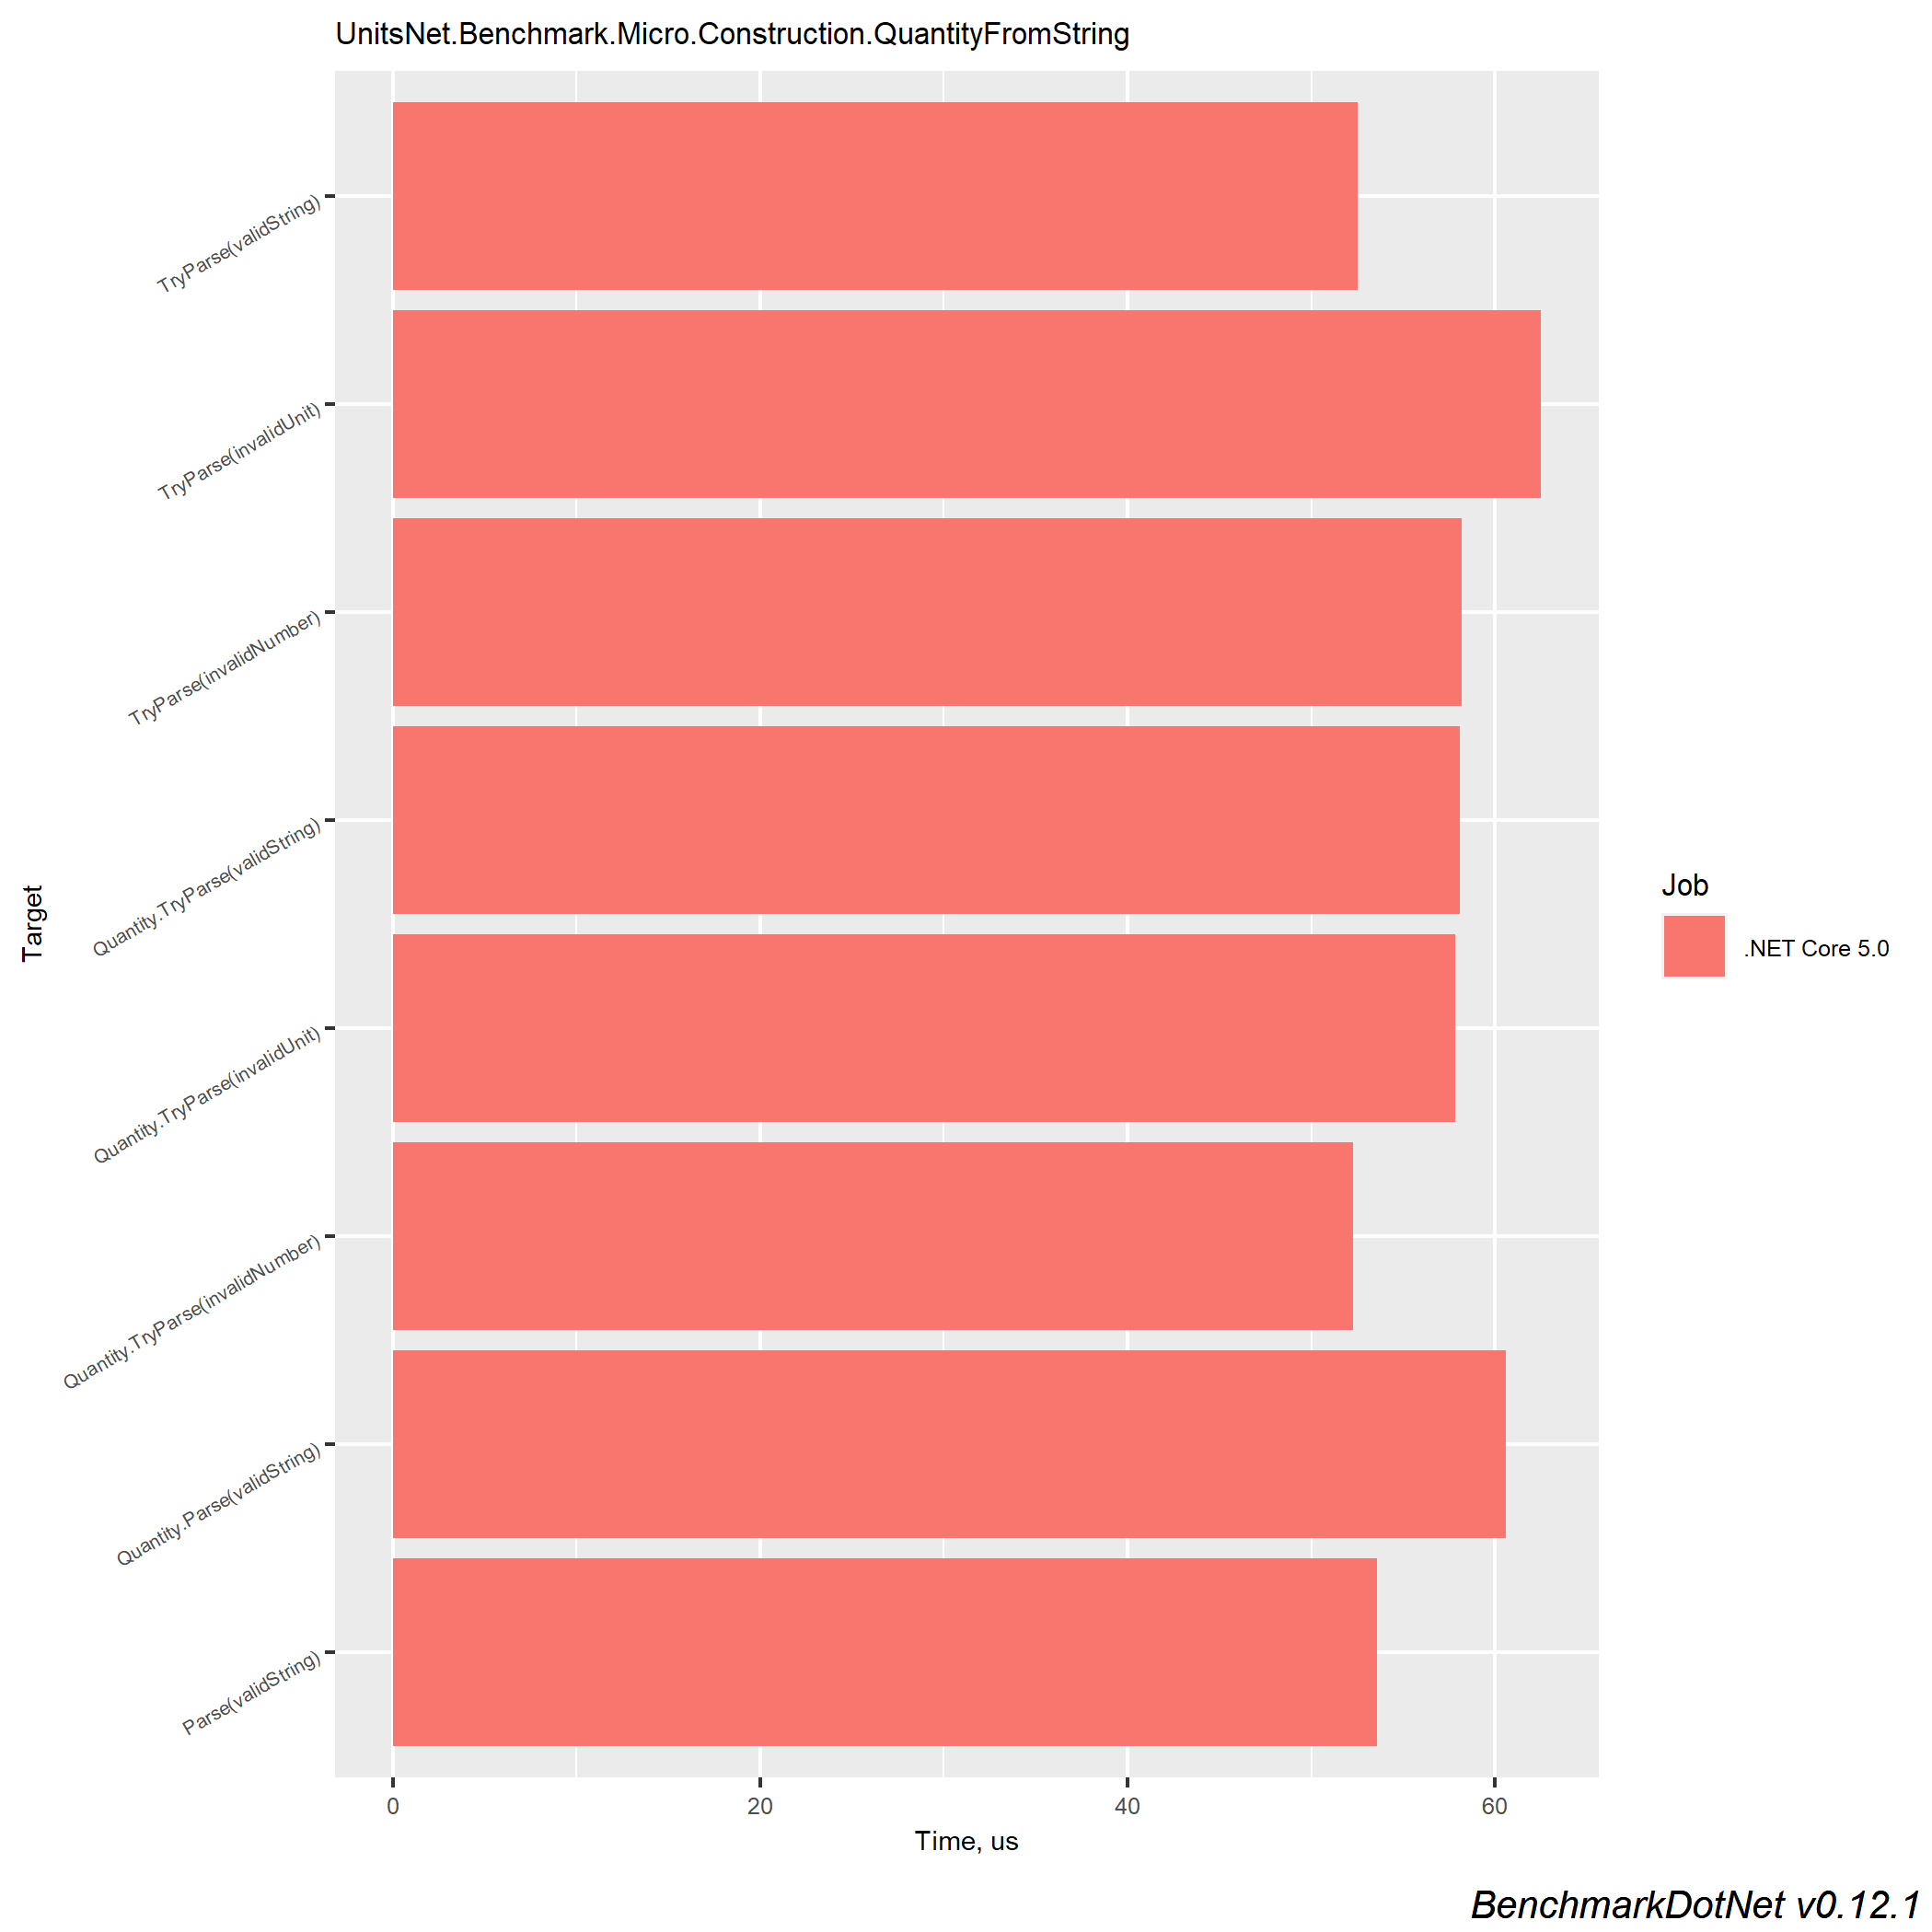 UnitsNet.Benchmark.Micro.Construction.QuantityFromString
TryParse(validString)
TryParse(invalidUnit)
TryParse(invalidNumber)
Quantity.TryParse(validString)
Quantity.TryParse(invalidUnit)
Quantity.TryParse(invalidNumber)
Quantity.Parse(validString)
Parse(validString)
Target
0
20
40
60
Time, us
Job
.NET Core 5.0
BenchmarkDotNet v0.12.1